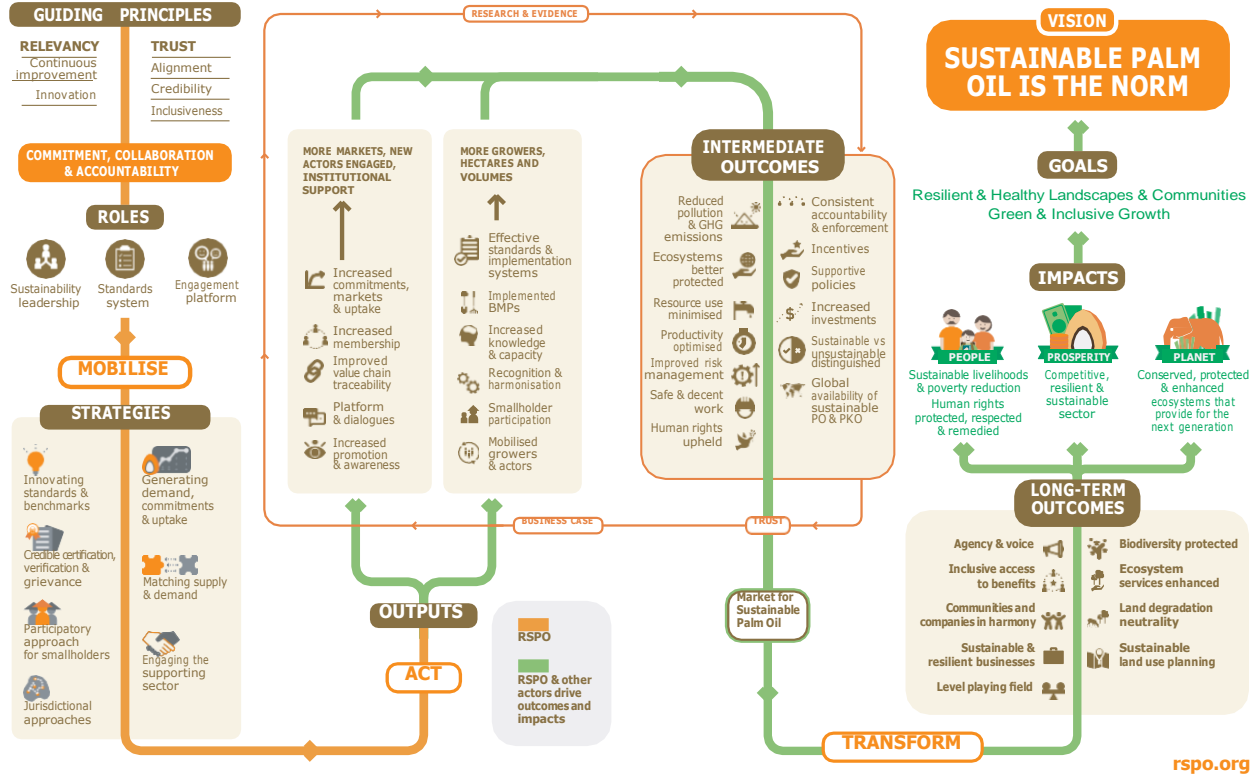 GUIDING PRINCIPLES
RELEVANCY
Continuous
improvement
Innovation
TRUST
Alignment
Credibility
Inclusiveness
COMMITMENT, COLLABORATION
& ACCOUNTABILITY
ROLES
Sustainability
leadership
Standards
system
Engagement
platform
MOBILISE
STRATEGIES
Innovating
standards &
benchmarks
Credible certification,
verification &
grievance
Participatory
approach
for smallholders
Jurisdictional
approaches
Generating
demand,
commitments
& uptake
Matching supply
& demand
Engaging the
supporting
sector
RESEARCH & EVIDENCE
MORE MARKETS, NEW
ACTORS ENGAGED,
INSTITUTIONAL
SUPPORT
Increased
commitments,
markets
& uptake
Increased
membership
Improved
value chain
traceability
Platform
& dialogues
Increased
promotion
& awareness
MORE GROWERS,
HECTARES AND
VOLUMES
Effective
standards &
implementation
systems
Implemented
BMPs
Increased
knowledge
& capacity
Recognition &
harmonisation
Smallholder
participation
Mobilised
growers
& actors
BUSINESS CASE
TRUST
OUTPUTS
ACT
RSPO
RSPO & other
actors drive
outcomes and
impacts
INTERMEDIATE
OUTCOMES
Reduced
pollution
& GHG
emissions
Ecosystems
better
protected
Resource use
minimised
Productivity
optimised
Improved risk
management
Safe & decent
work
Human rights
upheld
Consistent
accountability
& enforcement
Incentives
Supportive
policies
Increased
investments
Sustainable vs
unsustainable
distinguished
Global
availability of
sustainable
PO & PKO
Market for
Sustainable
Palm Oil
TRANSFORM
VISION
SUSTAINABLE PALM
OIL IS THE NORM
GOALS
Resilient & Healthy Landscapes & Communities
Green & Inclusive Growth
IMPACTS
PEOPLE
Sustainable livelihoods
& poverty reduction
Human rights
protected, respected
& remedied
PROSPERITY
Competitive,
resilient &
sustainable
sector
PLANET
Conserved, protected
& enhanced
ecosystems that
provide for the
next generation
LONG-TERM
OUTCOMES
Agency & voice
Inclusive access
to benefits
Communities and
companies in harmony
Sustainable &
resilient businesses
Level playing field
Biodiversity protected
Ecosystem
services enhanced
Land degradation
neutrality
Sustainable
land use planning
rspo.org